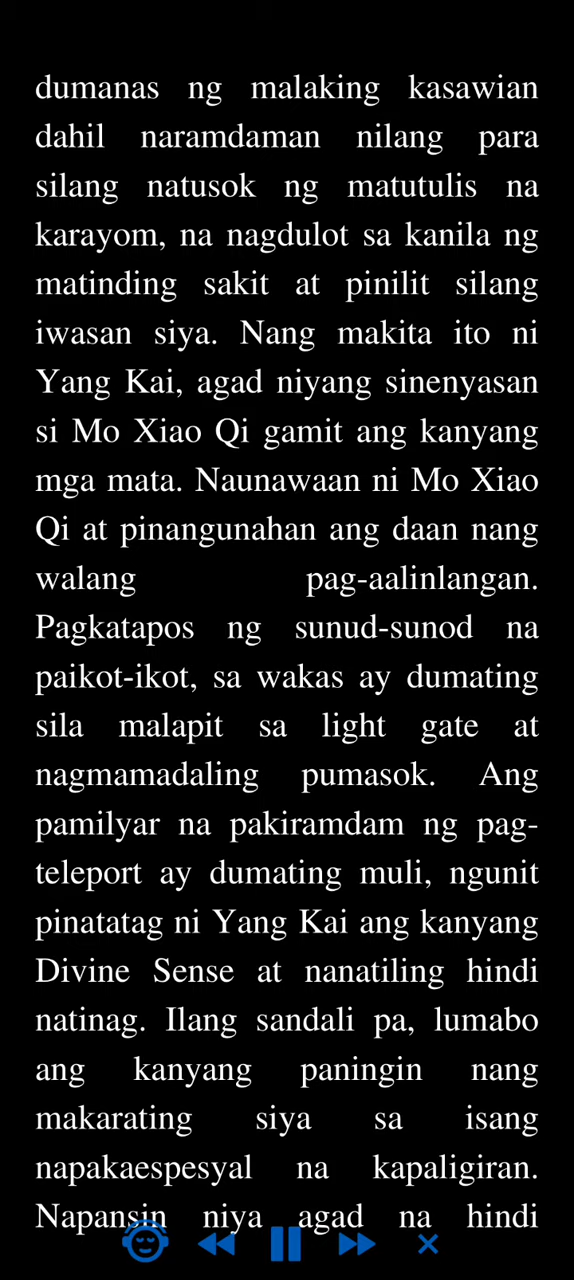 dumanas ng malaking kasawian
dahil naramdaman nilang para
silang natusok ng matutulis na
karayom, na nagdulot sa kanila ng
matinding sakit at pinilit silang
iwasan siya. Nang makita ito ni
Yang Kai, agad niyang sinenyasan
si Mo Xiao Qi gamit ang kanyang
mga mata. Naunawaan ni Mo Xiao
Qi at pinangunahan ang daan nang
walang pag-aalinlangan.
Pagkatapos ng sunud-sunod na
paikot-ikot, sa wakas ay dumating
sila malapit sa light gate at
nagmamadaling pumasok. Ang
pamilyar na pakiramdam ng pag-
teleport ay dumating muli, ngunit
pinatatag ni Yang Kai ang kanyang
Divine Sense at nanatiling hindi
natinag. Ilang sandali pa, lumabo
ang kanyang paningin nang
makarating siya sa isang
napakaespesyal na kapaligiran.
Napansin niya agad na hindi